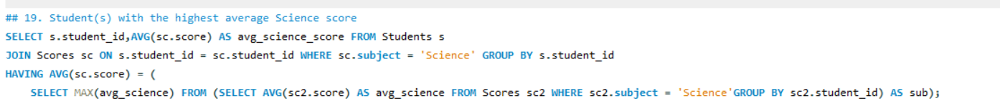 ## 19. Student(s) with the highest average Science score
SELECT s.student_id,AVG(sc.score) AS avg_science_score FROM Students s
JOIN Scores sc ON s.student_id = sc.student_id WHERE sc.subject = 'Science' GROUP BY s.student_id
HAVING AVG(sc.score) = (
    SELECT MAX(avg_science) FROM (SELECT AVG(sc2.score) AS avg_science FROM Scores sc2 WHERE sc2.subject = 'Science'GROUP BY sc2.student_id) AS sub);